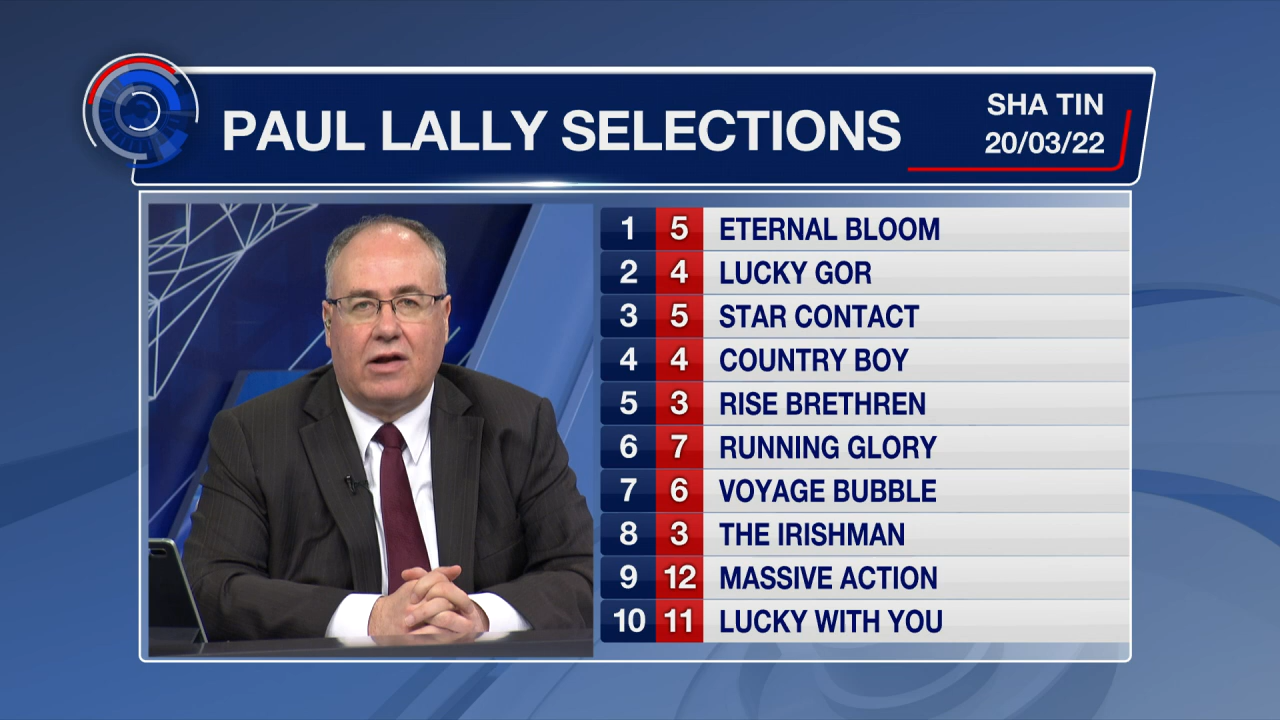 PAUL LALLY SELECTIONS
SHA TIN
20/03/22
1 5 ETERNAL BLOOM
2 4 LUCKY GOR
3 5 STAR CONTACT
4 4 COUNTRY BOY
5 3 RISE BRETHREN
6 7 RUNNING GLORY
7 6 VOYAGE BUBBLE
8 3 THE IRISHMAN
9 12 MASSIVE ACTION
10 11 LUCKY WITH YOU